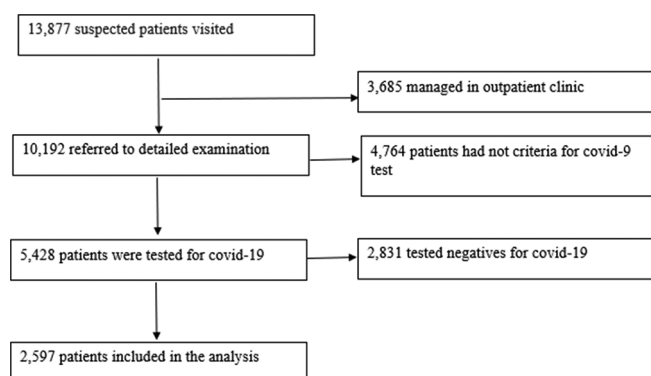 13,877 suspected patients visited
3,685 managed in outpatient clinic
10,192 referred to detailed examination
4,764 patients had not criteria for covid-9
test
5,428 patients were tested for covid-19
2,831 tested negatives for covid-19
2,597 patients included in the analysis